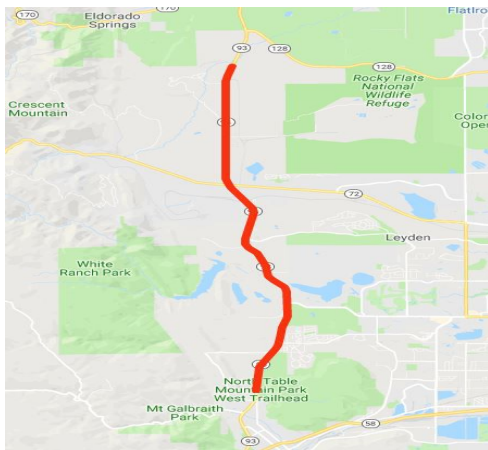 170
170
Eldorado
Springs
FlatIro
93
128
128
Rocky Flats
National
Wildlife
Refuge
Crescent
Mountain
Colo
Open
72
Leyden
White
Ranch Park
North Table
Mountain Park
West Trailhead
Mt Galbraith
Park
58
93